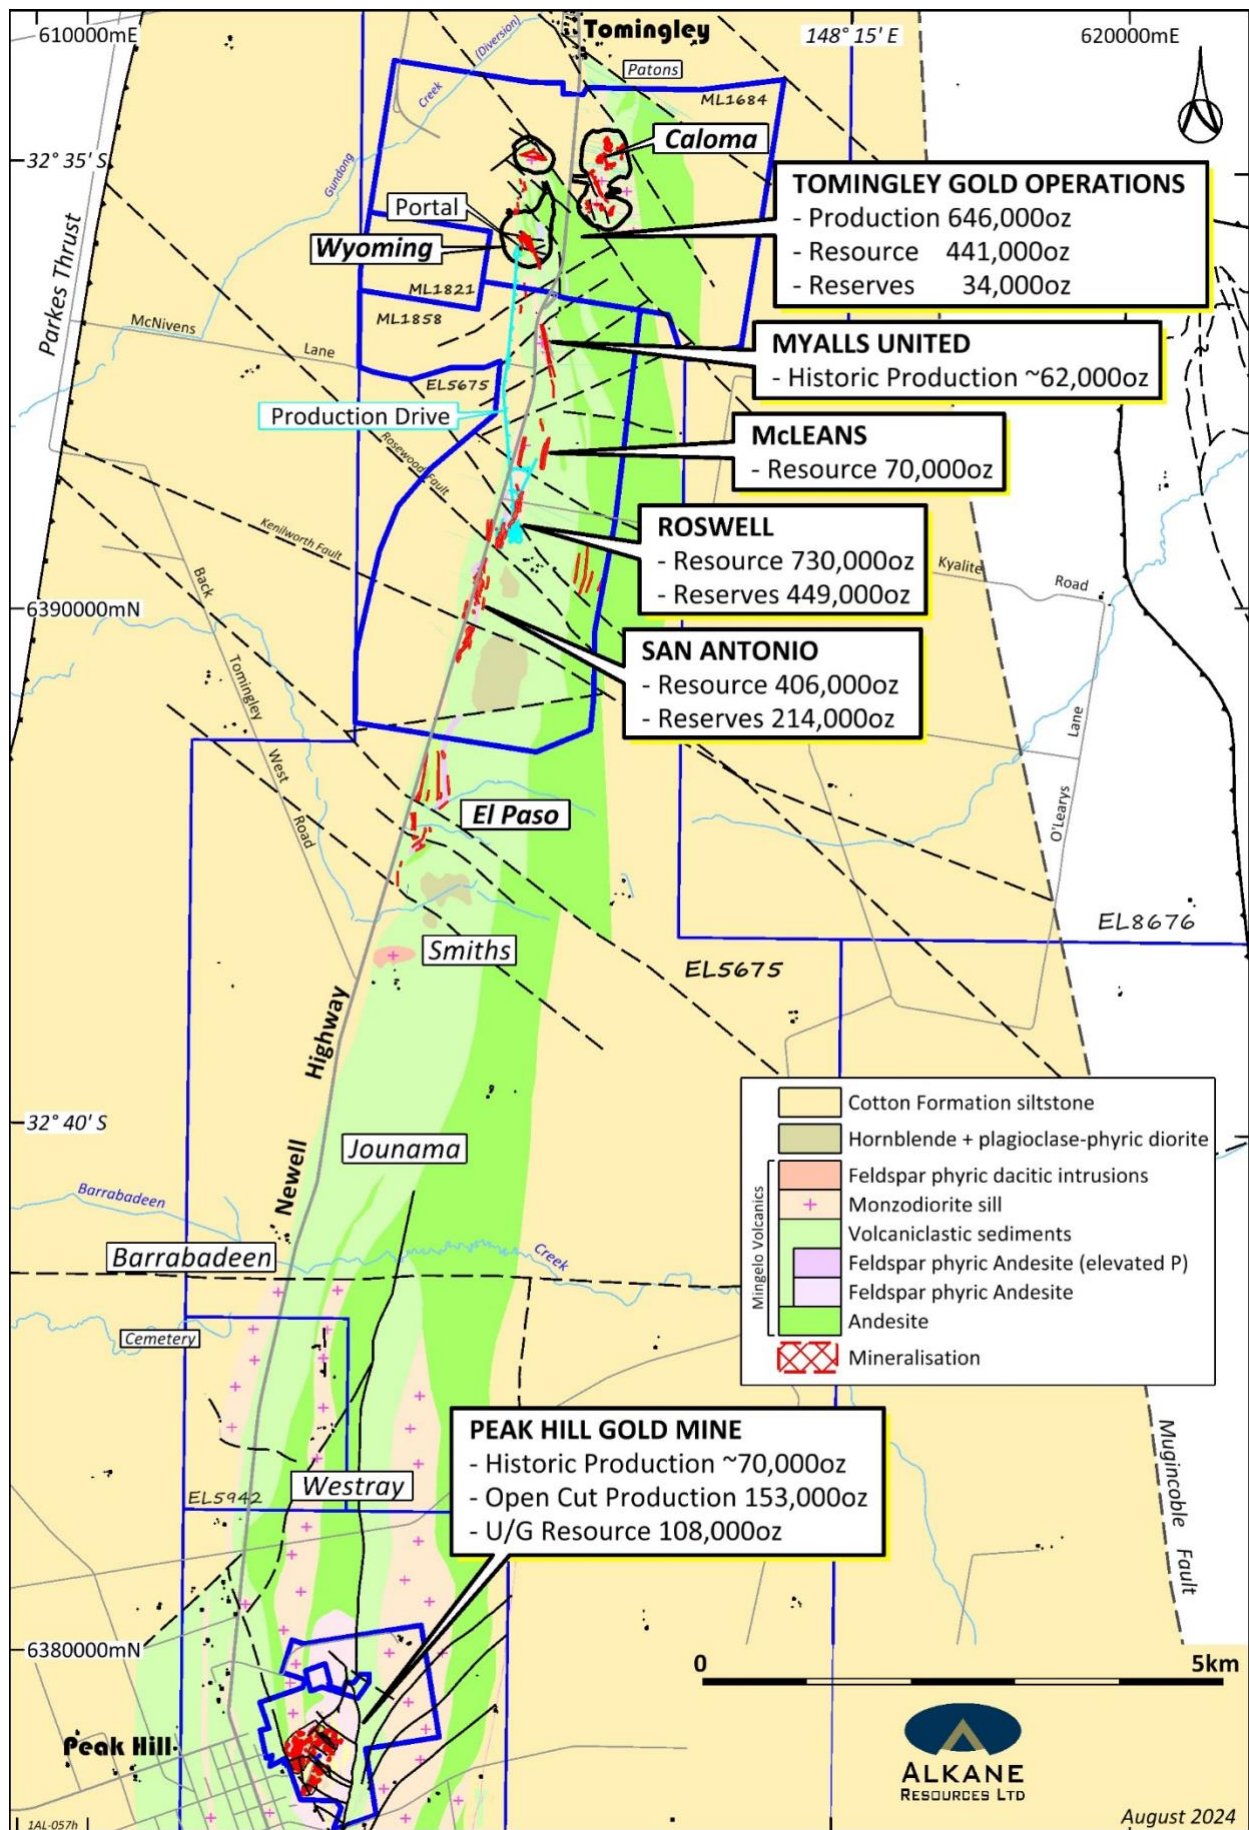 610000mE
(Diversion)
Tomingley
148° 15' E
620000mE
Patons
ML1684
Creek
Caloma
32° 35' S
Gundong
TOMINGLEY GOLD OPERATIONS
- Production 646,000oz
- Resource 441,000oz
- Reserves 34,000oz
Portal
Wyoming
Parkes Thrust
ML1821
ML1858
McNivens
Lane
MYALLS UNITED
- Historic Production ~62,000oz
EL5675
Production Drive
McLEANS
- Resource 70,000oz
Rosewood Fault
ROSWELL
- Resource 730,000oz
- Reserves 449,000oz
Kenilworth Fault
Back
Kyalite
Road
6390000mN
SAN ANTONIO
- Resource 406,000oz
- Reserves 214,000oz
Tomingley
West
Road
Lane
O'Learys
El Paso
EL8676
Smiths
EL5675
Highway
Newell
Cotton Formation siltstone
Hornblende + plagioclase-phyric diorite
Feldspar phyric dacitic intrusions
Monzodiorite sill
Volcaniclastic sediments
Feldspar phyric Andesite (elevated P)
Feldspar phyric Andesite
Andesite
Mineralisation
Mingelo Volcanics
32° 40' S
Jounama
Barrabadeen
Barrabadeen
Creek
Cemetery
PEAK HILL GOLD MINE
- Historic Production ~70,000oz
- Open Cut Production 153,000oz
- U/G Resource 108,000oz
Westray
EL5942
Mugincoble
Fault
6380000mN
0
5km
Peak Hill
ALKANE
RESOURCES LTD
1AL-057h
August 2024